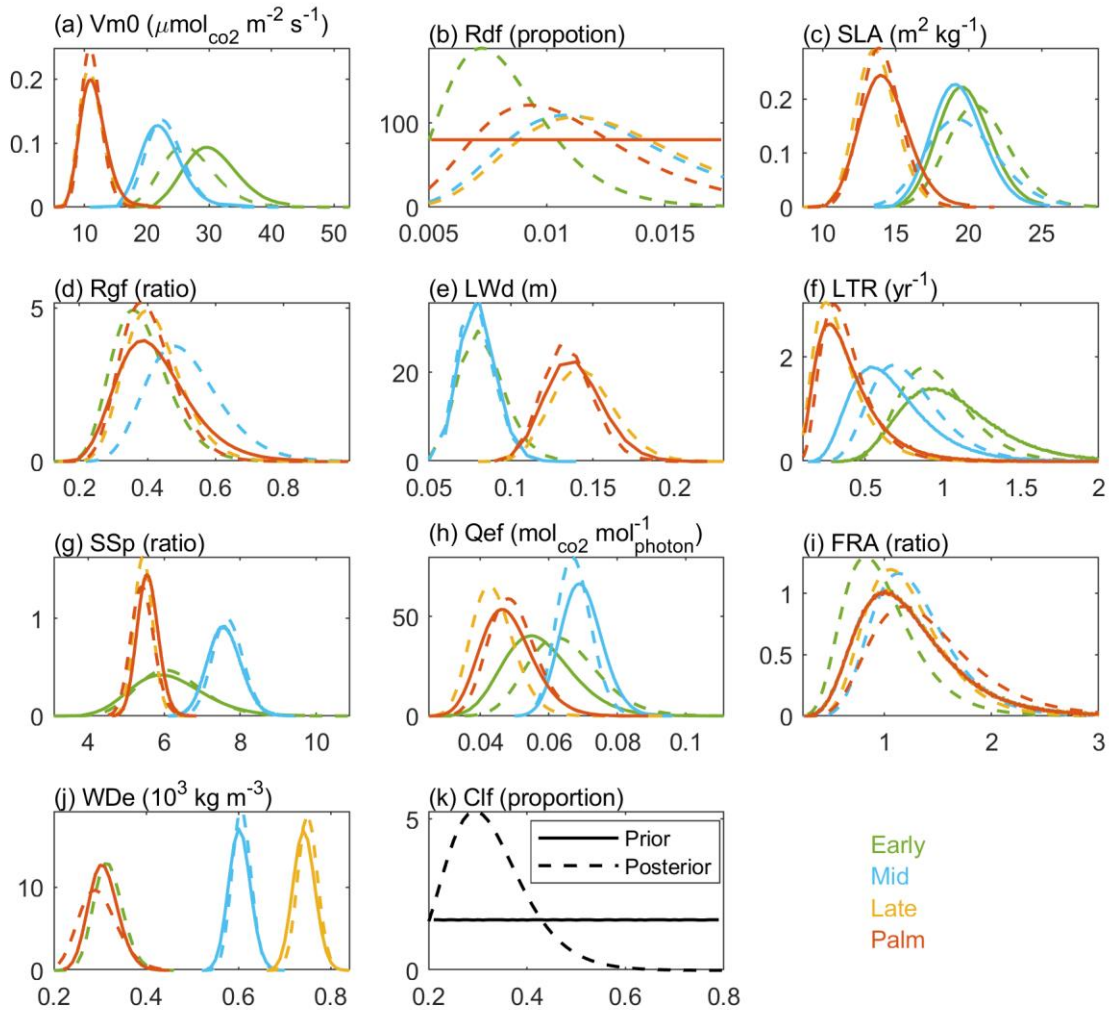 (a) Vm0 (μmol_co2 m^-2 s^-1)
(b) Rdf (propotion)
(c) SLA (m^2 kg^-1)
0.2
0.1
0
10 20 30 40 50
100
0
0.005 0.01 0.015
0.2
0.1
0
10 15 20 25
(d) Rgf (ratio)
(e) LWd (m)
(f) LTR (yr^-1)
5
0
0.2 0.4 0.6 0.8
20
0
0.05 0.1 0.15 0.2
2
0
0.5 1 1.5 2
(g) SSp (ratio)
(h) Qef (mol_co2 mol^-1_photon)
(i) FRA (ratio)
1
0
4 6 8 10
50
0
0.04 0.06 0.08 0.1
1
0.5
0
1 2 3
(j) WDe (10^3 kg m^-3)
(k) Clf (proportion)
10
0
0.2 0.4 0.6 0.8
5
0
0.2 0.4 0.6 0.8
Prior
Posterior
Early
Mid
Late
Palm